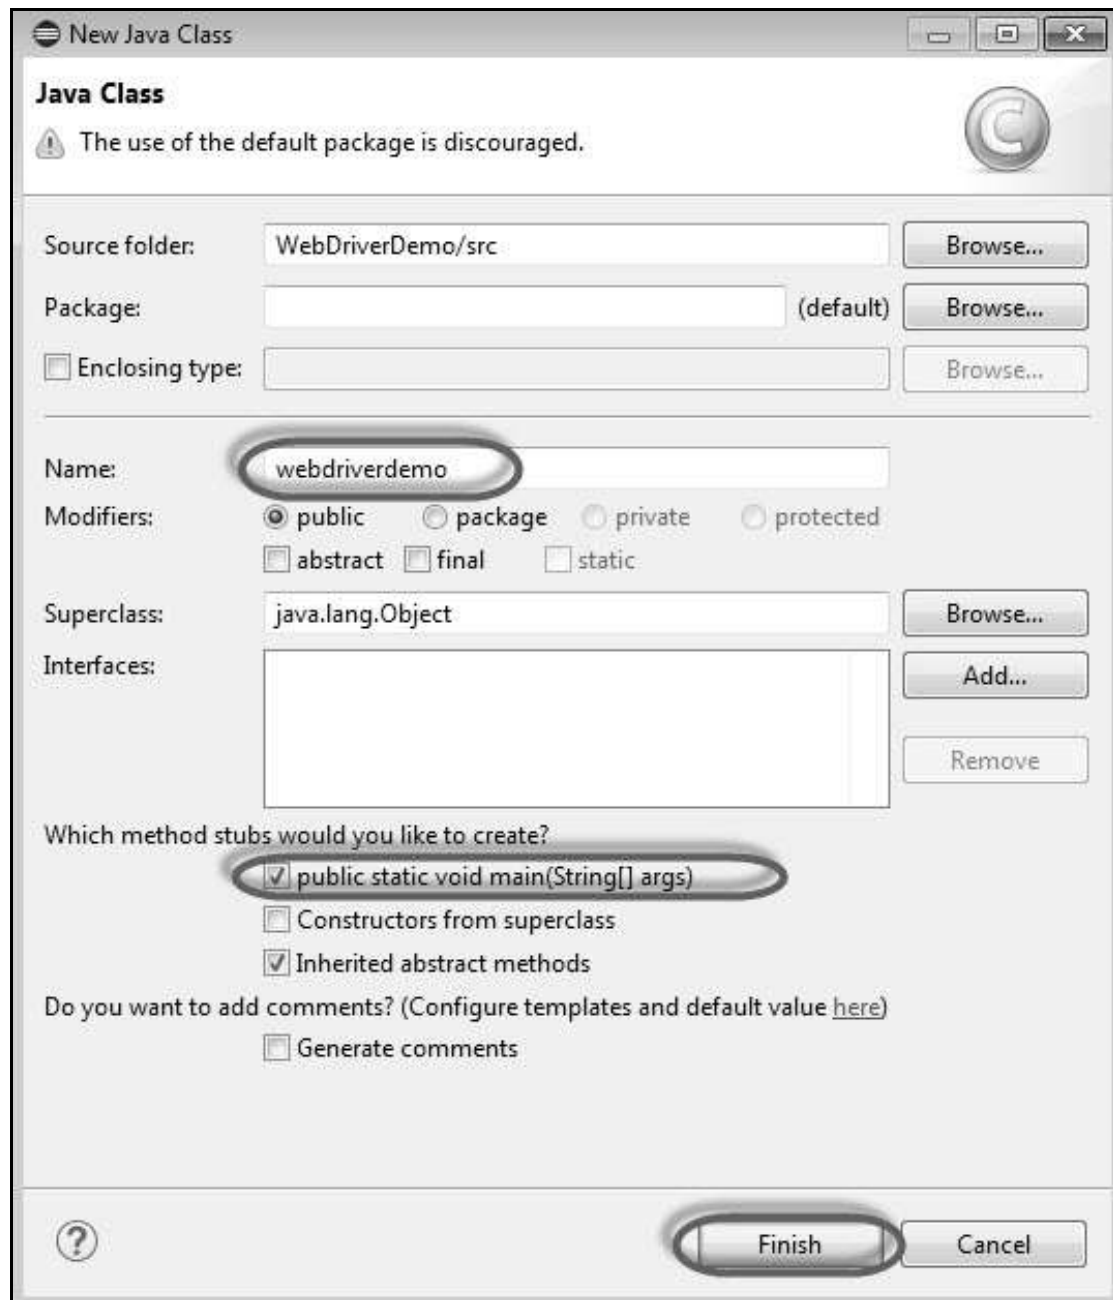 New Java Class
Java Class
The use of the default package is discouraged.
C
Source folder: WebDriverDemo/src Browse...
Package: (default) Browse...
Enclosing type: Browse...
Name: webdriverdemo
Modifiers: public package private protected
abstract final static
Superclass: java.lang.Object Browse...
Interfaces: Add...
Remove
Which method stubs would you like to create?
public static void main(String[] args)
Constructors from superclass
Inherited abstract methods
Do you want to add comments? (Configure templates and default value here)
Generate comments
? Finish Cancel